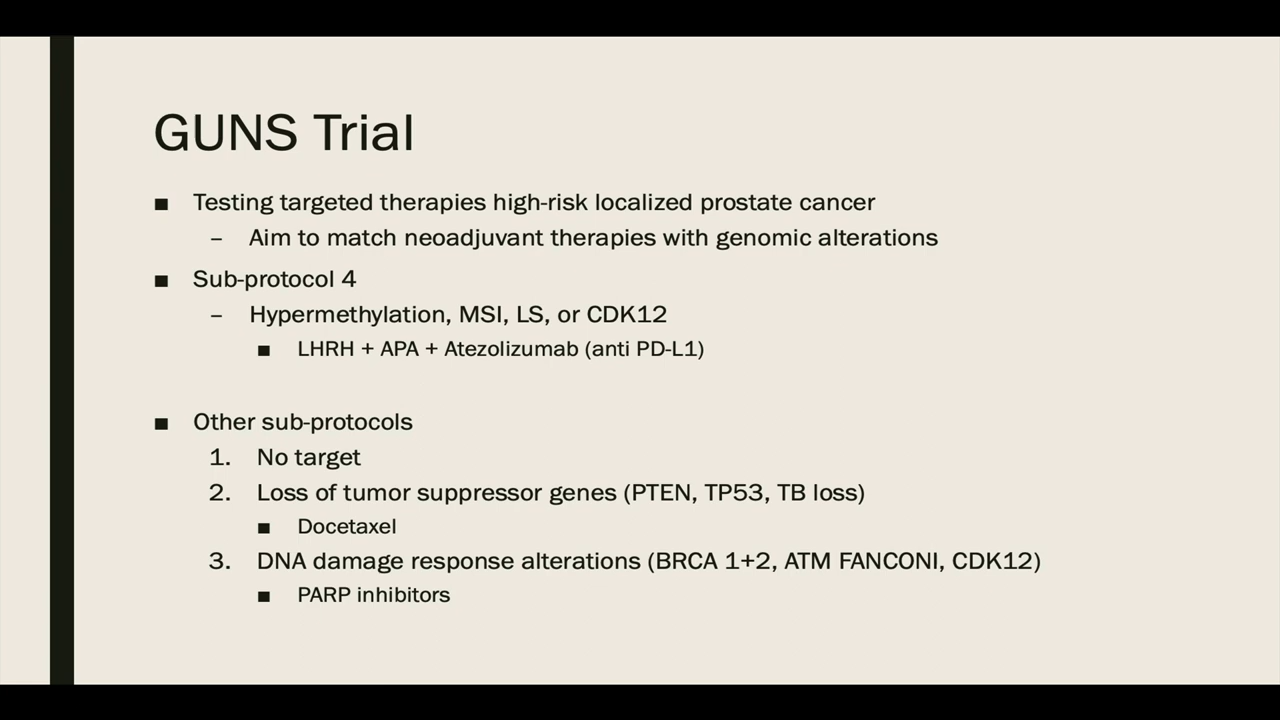 GUNS Trial
■ Testing targeted therapies high-risk localized prostate cancer
– Aim to match neoadjuvant therapies with genomic alterations
■ Sub-protocol 4
– Hypermethylation, MSI, LS, or CDK12
■ LHRH + APA + Atezolizumab (anti PD-L1)
■ Other sub-protocols
1. No target
2. Loss of tumor suppressor genes (PTEN, TP53, TB loss)
■ Docetaxel
3. DNA damage response alterations (BRCA 1+2, ATM FANCONI, CDK12)
■ PARP inhibitors